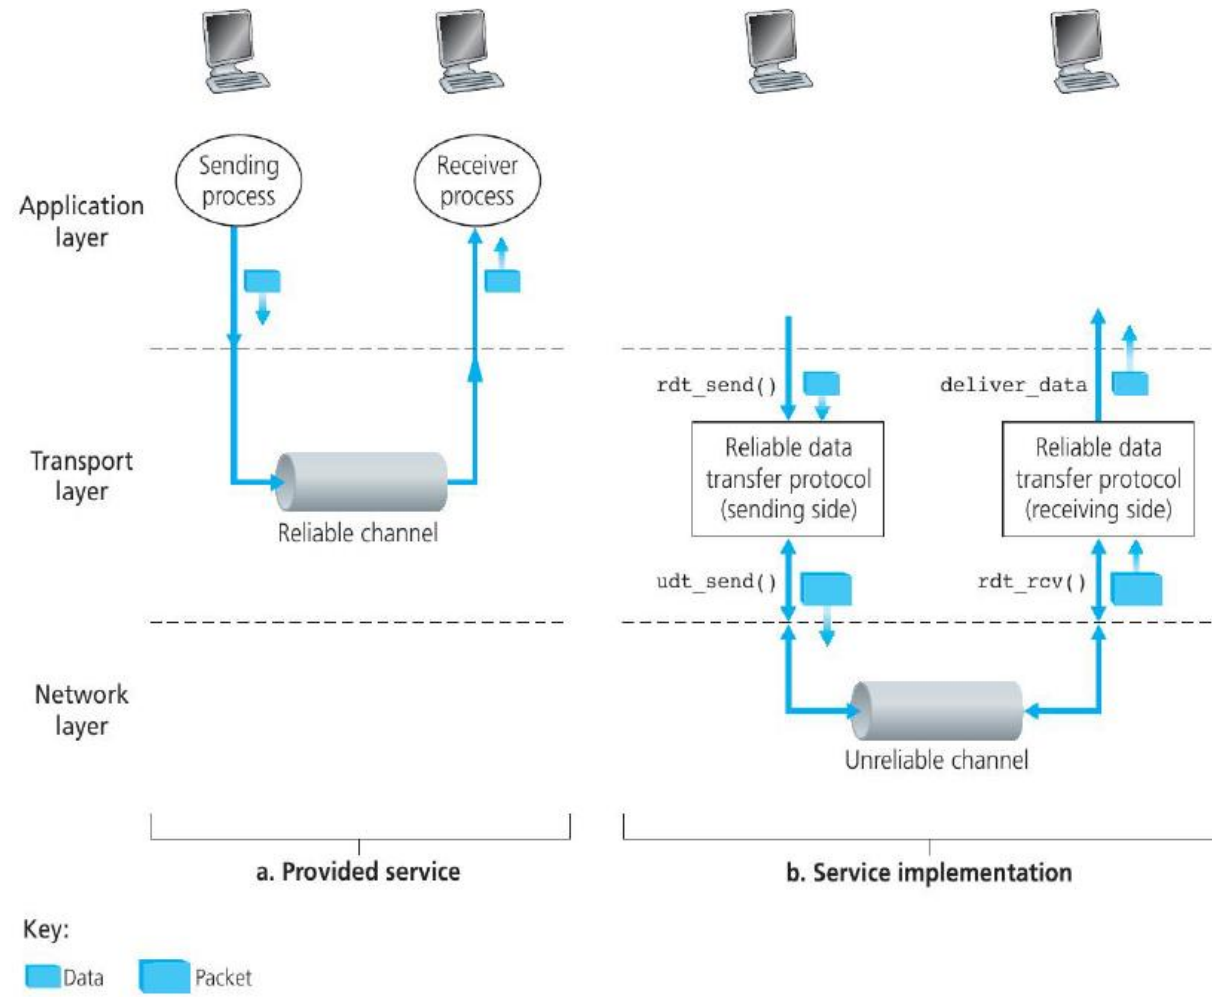 Sending
process
Receiver
process
Application
layer
rdt_send()
deliver_data
Transport
layer
Reliable channel
Reliable data
transfer protocol
(sending side)
Reliable data
transfer protocol
(receiving side)
udt_send()
rdt_rcv()
Network
layer
Unreliable channel
a. Provided service
b. Service implementation
Key:
Data
Packet